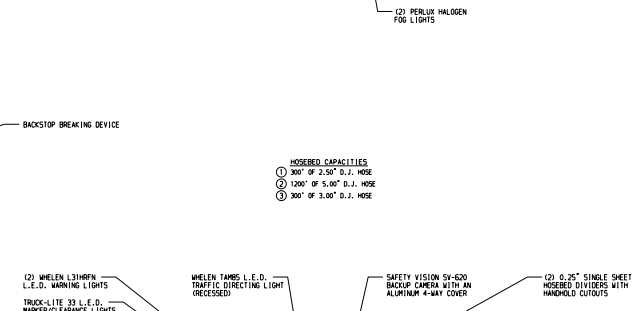 (2) PERLUX HALOGEN
FOG LIGHTS
BACKSTOP BREAKING DEVICE
HOSEBED CAPACITIES
1 300' OF 2.50" D.J. HOSE
2 1200' OF 5.00" D.J. HOSE
3 300' OF 3.00" D.J. HOSE
(2) WHELEN L31HRFN
L.E.D. WARNING LIGHTS
TRUCK-LITE 33 L.E.D.
MARKER/CLEARANCE LIGHTS
WHELEN TAM85 L.E.D.
TRAFFIC DIRECTING LIGHT
(RECESSED)
SAFETY VISION SV-620
BACKUP CAMERA WITH AN
ALUMINUM 4-WAY COVER
(2) 0.25" SINGLE SHEET
HOSEBED DIVIDERS WITH
HANDHOLD CUTOUTS